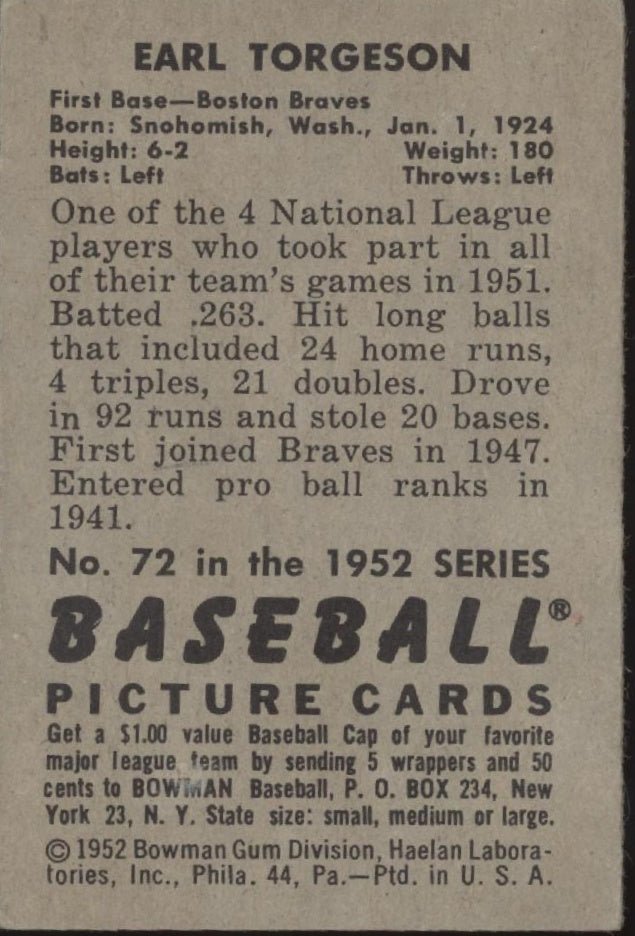 EARL TORGESON
First Base—Boston Braves
Born: Snohomish, Wash., Jan. 1, 1924
Height: 6-2 Weight: 180
Bats: Left Throws: Left
One of the 4 National League
players who took part in all
of their team's games in 1951.
Batted .263. Hit long balls
that included 24 home runs,
4 triples, 21 doubles. Drove
in 92 runs and stole 20 bases.
First joined Braves in 1947.
Entered pro ball ranks in
1941.
No. 72 in the 1952 SERIES
BASEBALL®
PICTURE CARDS
Get a $1.00 value Baseball Cap of your favorite
major league team by sending 5 wrappers and 50
cents to BOWMAN Baseball, P. O. BOX 234, New
York 23, N. Y. State size: small, medium or large.
© 1952 Bowman Gum Division, Haelan Labora-
tories, Inc., Phila. 44, Pa.—Ptd. in U. S. A.